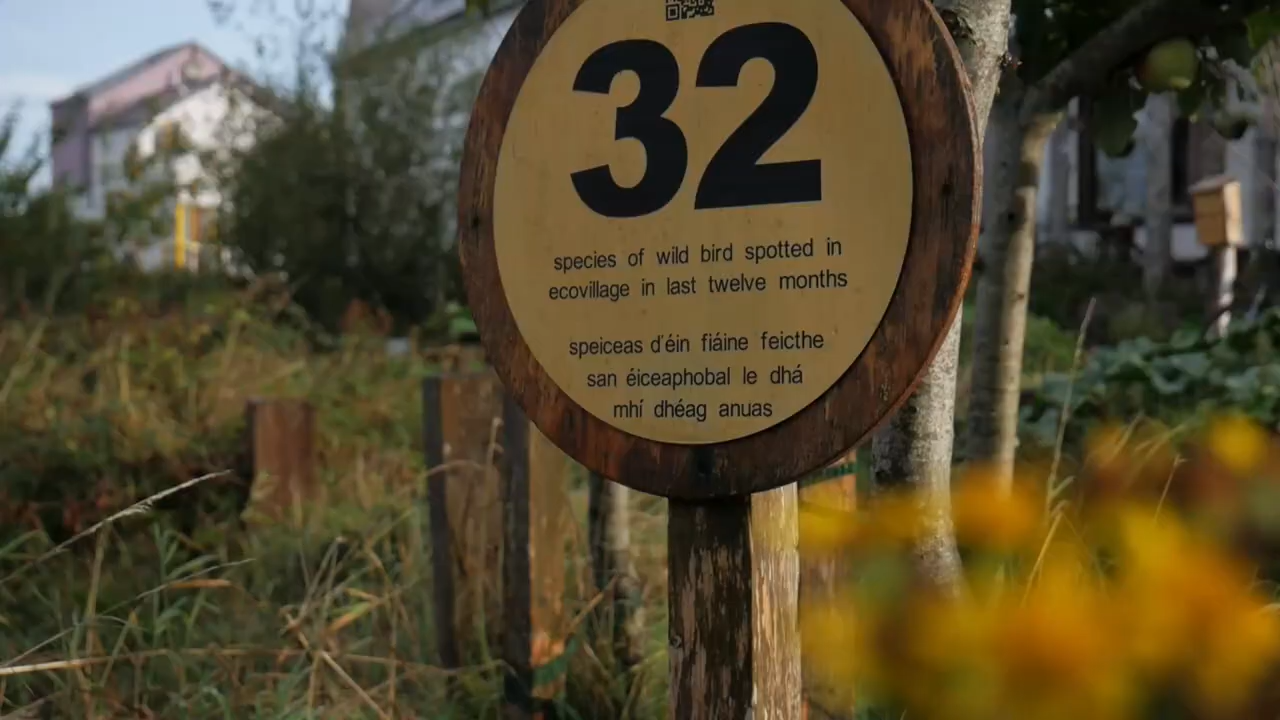 32
species of wild bird spotted in
ecovillage in last twelve months
speiceas d'éin fiáine feicthe
san éiceaphobal le dhá
mhí dhéag anuas